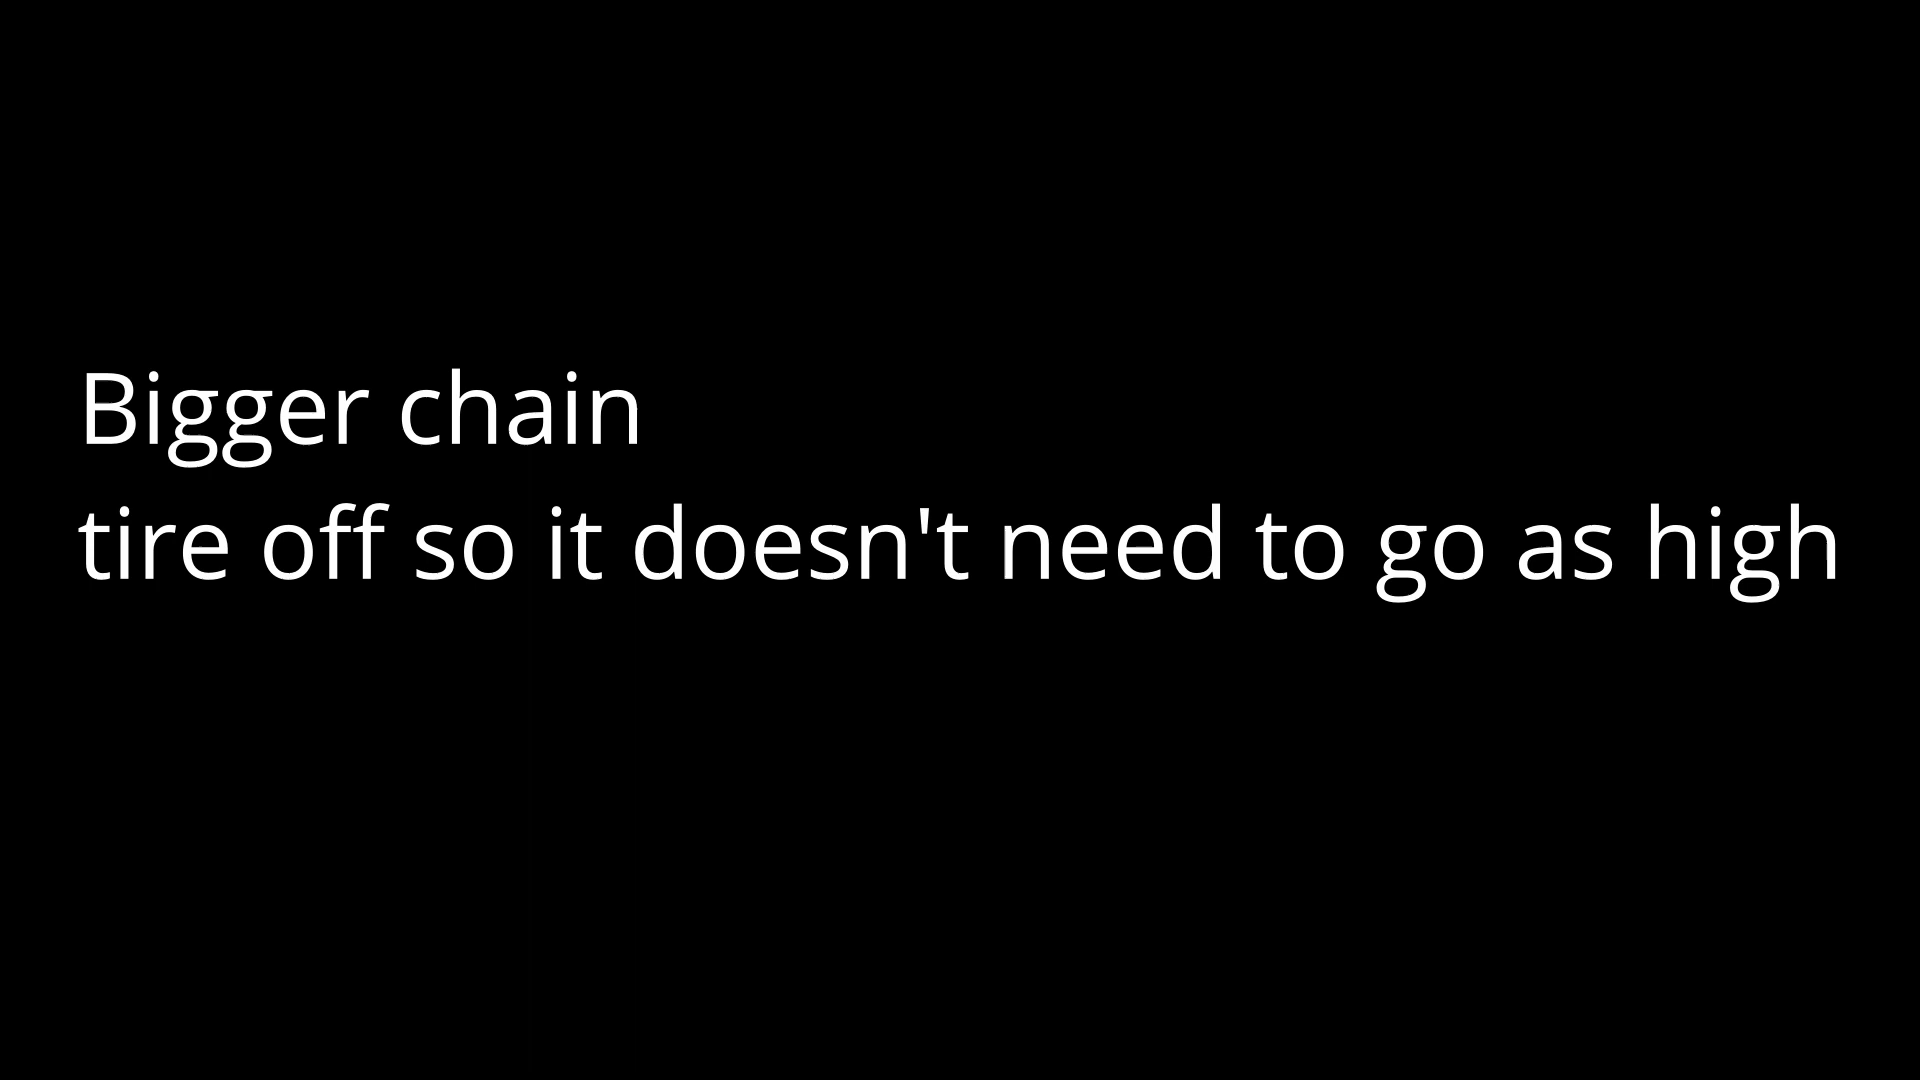 Bigger chain
tire off so it doesn't need to go as high